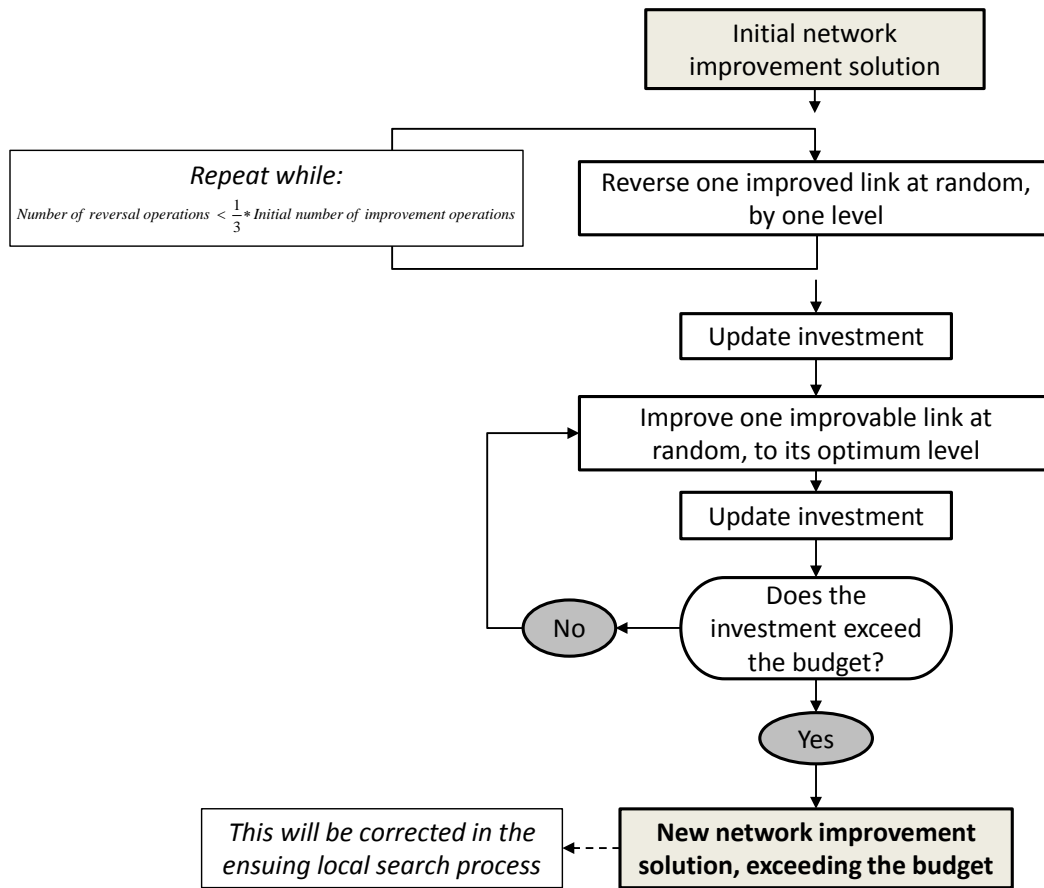 Initial network
improvement solution
Repeat while:
Number of reversal operations < 1/3 * Initial number of improvement operations
Reverse one improved link at random,
by one level
Update investment
Improve one improvable link at
random, to its optimum level
Update investment
Does the
investment exceed
the budget?
No
Yes
This will be corrected in the
ensuing local search process
New network improvement
solution, exceeding the budget